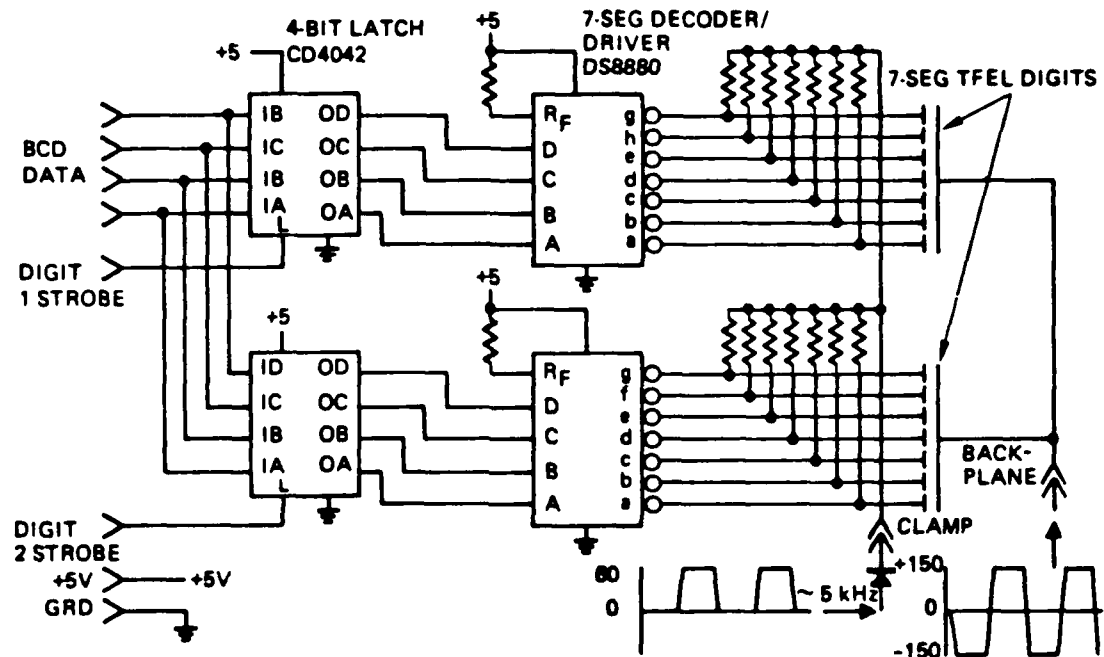 4-BIT LATCH
CD4042
+5
+5
7-SEG DECODER/
DRIVER
DS8880
7-SEG TFEL DIGITS
BCD
DATA
IB
IC
IB
IA
L
OD
OC
OB
OA
RF
D
C
B
A
g
h
e
d
c
b
a
DIGIT
1 STROBE
+5
+5
ID
IC
IB
IA
L
OD
OC
OB
OA
RF
D
C
B
A
g
f
e
d
c
b
a
BACK-
PLANE
CLAMP
DIGIT
2 STROBE
+5V
+5V
GRD
60
0
~ 5 kHz
+150
0
-150